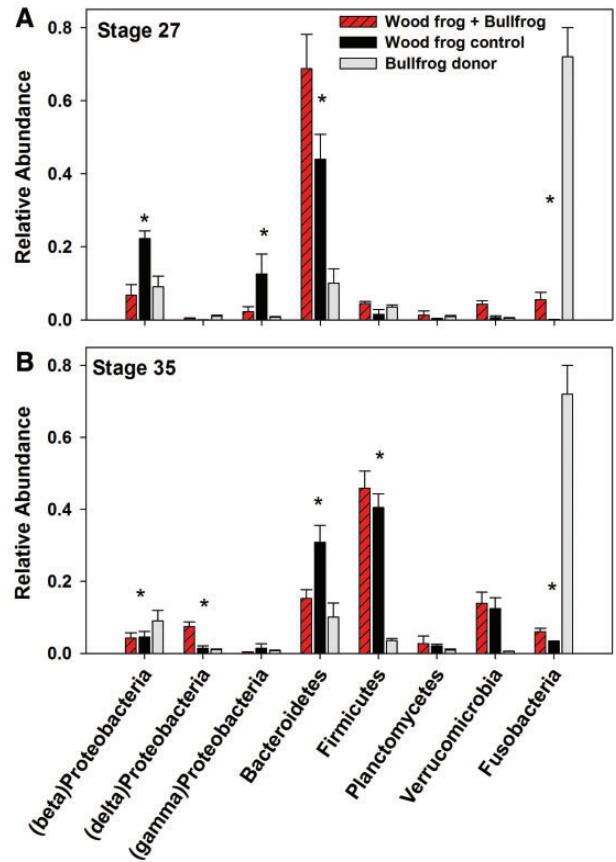 A
Stage 27
Wood frog + Bullfrog
Wood frog control
Bullfrog donor
Relative Abundance
0.8
0.6
0.4
0.2
0.0
*
*
*
*
B
Stage 35
Relative Abundance
0.8
0.6
0.4
0.2
0.0
*
*
*
*
*
(beta)Proteobacteria
(delta)Proteobacteria
(gamma)Proteobacteria
Bacteroidetes
Firmicutes
Planctomycetes
Verrucomicrobia
Fusobacteria